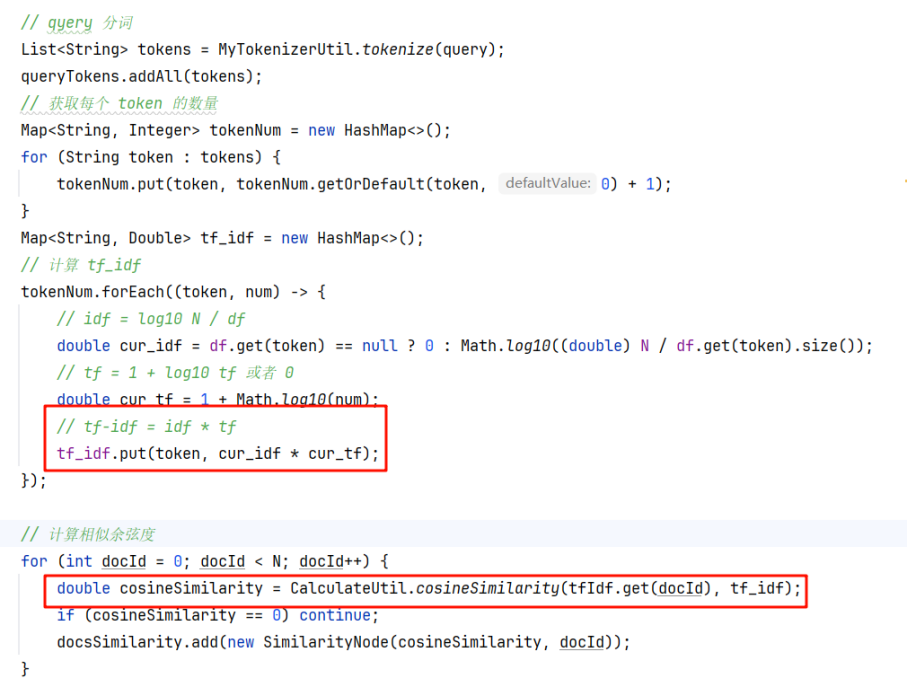 // qyery 分词
List<String> tokens = MyTokenizerUtil.tokenize(query);
queryTokens.addAll(tokens);
// 获取每个 token 的数量
Map<String, Integer> tokenNum = new HashMap<>();
for (String token : tokens) {
    tokenNum.put(token, tokenNum.getOrDefault(token, defaultValue: 0) + 1);
}
Map<String, Double> tf_idf = new HashMap<>();
// 计算 tf_idf
tokenNum.forEach((token, num) -> {
    // idf = log10 N / df
    double cur_idf = df.get(token) == null ? 0 : Math.log10((double) N / df.get(token).size());
    // tf = 1 + log10 tf 或者 0
    double cur_tf = 1 + Math.log10(num);
    // tf-idf = idf * tf
    tf_idf.put(token, cur_idf * cur_tf);
});
// 计算相似余弦度
for (int docId = 0; docId < N; docId++) {
    double cosineSimilarity = CalculateUtil.cosineSimilarity(tfIdf.get(docId), tf_idf);
    if (cosineSimilarity == 0) continue;
    docsSimilarity.add(new SimilarityNode(cosineSimilarity, docId));
}